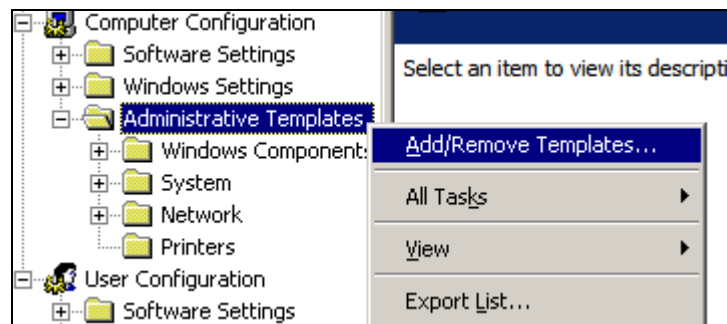 Computer Configuration
Software Settings
Windows Settings
Administrative Templates
Windows Component
System
Network
Printers
User Configuration
Software Settings
Select an item to view its descripti
Add/Remove Templates...
All Tasks
View
Export List...